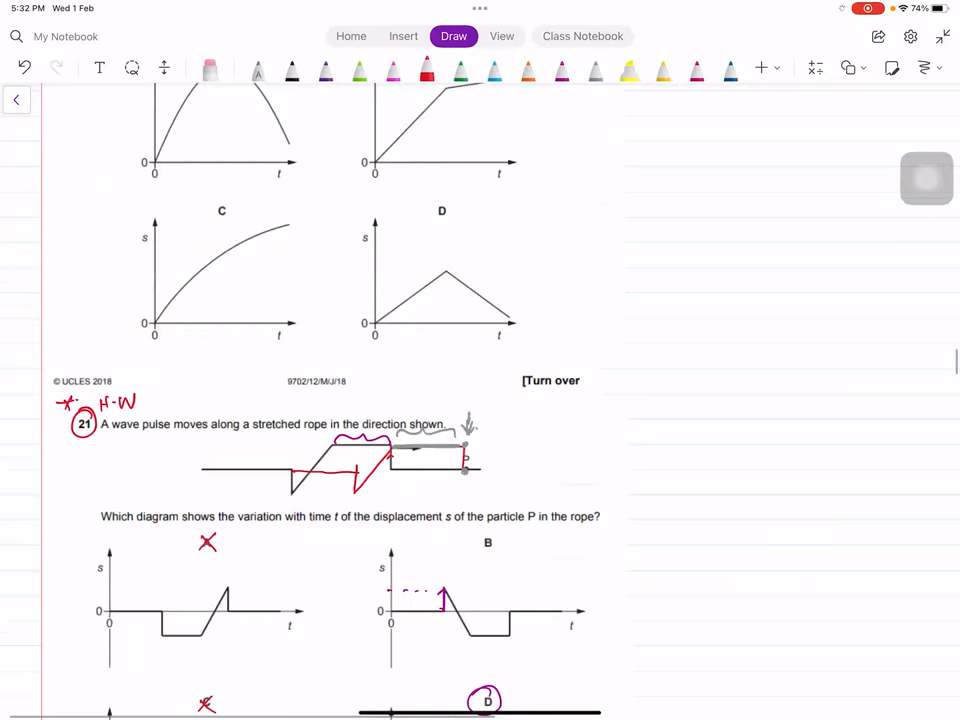 5:32 PM Wed 1 Feb
74%
My Notebook
Home Insert Draw View Class Notebook
A
0
0
t
0
0
t
C
s
0
0
t
D
s
0
0
t
© UCLES 2018
9702/12/M/J/18
[Turn over
H-W
21 A wave pulse moves along a stretched rope in the direction shown.
P
Which diagram shows the variation with time t of the displacement s of the particle P in the rope?
s
0
0
t
B
s
0
0
t
D